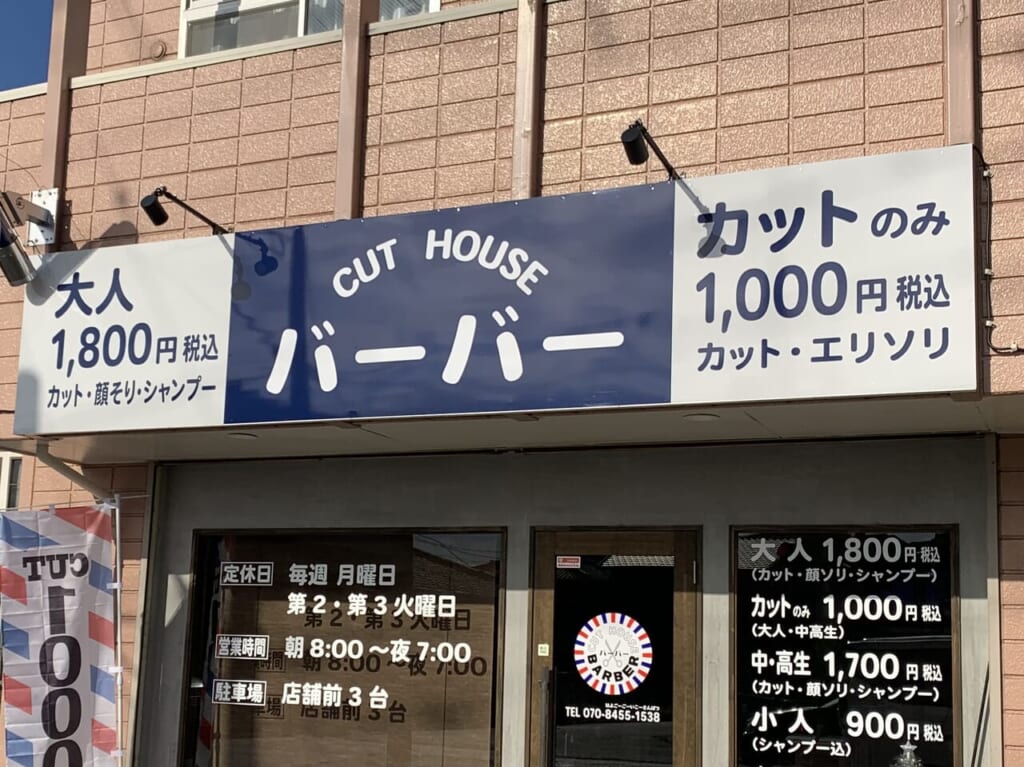 大人
1,800円 税込
カット・顔そり・シャンプー
CUT HOUSE
バーバー
カットのみ
1,000円 税込
カット・エリソリ
CUT
1000
定休日 毎週 月曜日
第2・第3火曜日
営業時間 朝8:00～夜7:00
駐車場 店舗前3台
CUT HOUSE
バーバー
BARBER
TEL 070-8455-1538
大 人 1,800円 税込
(カット・顔ソリ・シャンプー)
カットのみ 1,000円 税込
(大人・中高生)
中・高生 1,700円 税込
(カット・顔ソリ・シャンプー)
小 人 900円 税込
(シャンプー込)